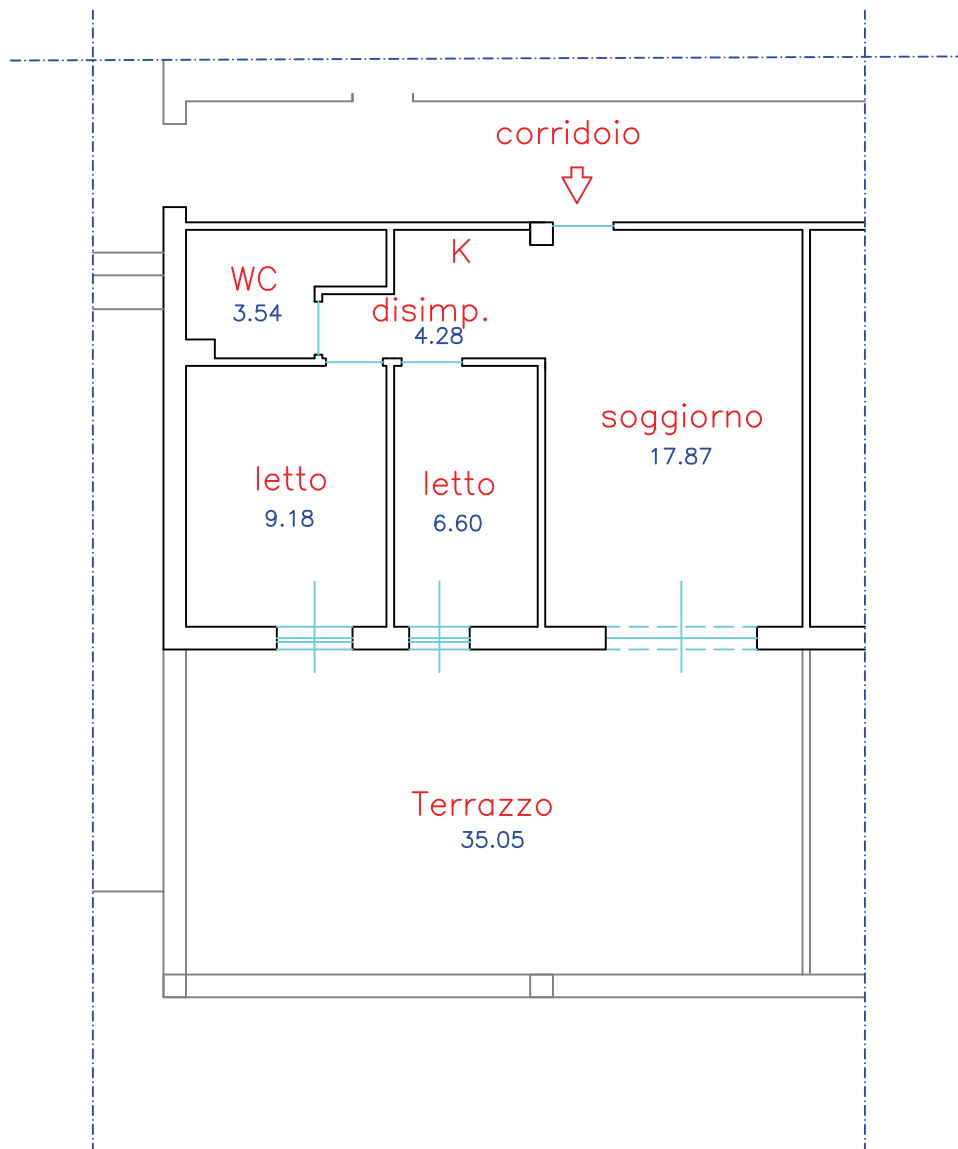 corridoio
K
WC
3.54
disimp.
4.28
soggiorno
17.87
letto
9.18
letto
6.60
Terrazzo
35.05